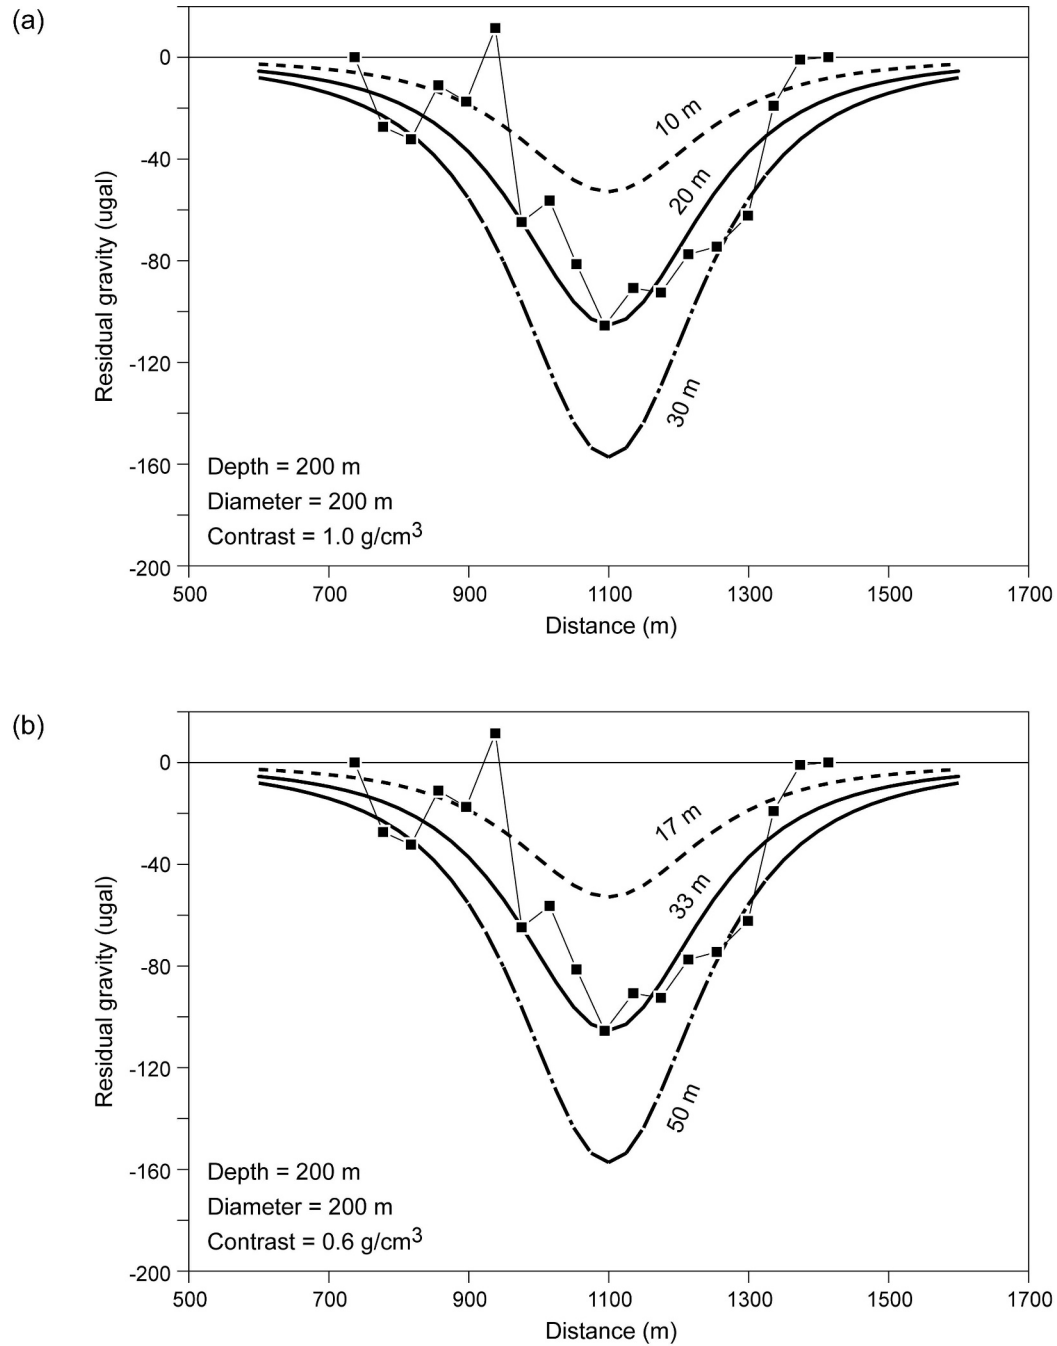 (a)
0
-40
-80
-120
-160
-200
Residual gravity (ugal)
10 m
20 m
30 m
Depth = 200 m
Diameter = 200 m
Contrast = 1.0 g/cm³
500 700 900 1100 1300 1500 1700
Distance (m)
(b)
0
-40
-80
-120
-160
-200
Residual gravity (ugal)
17 m
33 m
50 m
Depth = 200 m
Diameter = 200 m
Contrast = 0.6 g/cm³
500 700 900 1100 1300 1500 1700
Distance (m)